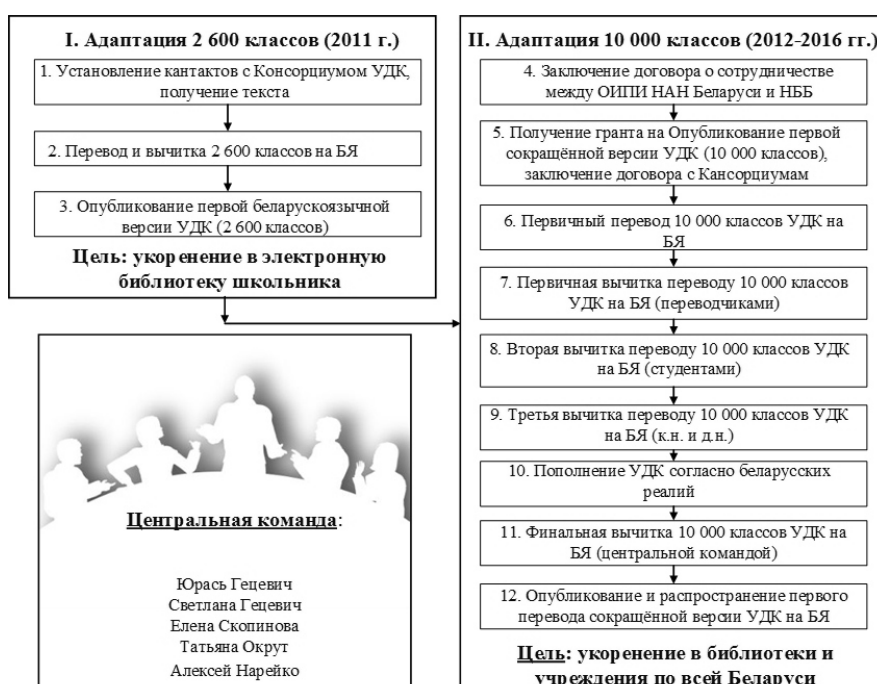 I. Адаптация 2 600 классов (2011 г.)
1. Установление кантактов с Консорциумом УДК,
получение текста
2. Перевод и вычитка 2 600 классов на БЯ
3. Опубликование первой беларускоязычной
версии УДК (2 600 классов)
Цель: укоренение в электронную
библиотеку школьника
Центральная команда:
Юрась Гецевич
Светлана Гецевич
Елена Скопинова
Татьяна Окрут
Алексей Нарейко
II. Адаптация 10 000 классов (2012-2016 гг.)
4. Заключение договора о сотрудничестве
между ОИПИ НАН Беларуси и НББ
5. Получение гранта на Опубликование первой
сокращённой версии УДК (10 000 классов),
заключение договора с Кансорциумам
6. Первичный перевод 10 000 классов УДК на
БЯ
7. Первичная вычитка переводу 10 000 классов
УДК на БЯ (переводчиками)
8. Вторая вычитка переводу 10 000 классов УДК
на БЯ (студентами)
9. Третья вычитка переводу 10 000 классов УДК
на БЯ (к.н. и д.н.)
10. Пополнение УДК согласно беларусских
реалий
11. Финальная вычитка 10 000 классов УДК на
БЯ (центральной командой)
12. Опубликование и распространение первого
перевода сокращённой версии УДК на БЯ
Цель: укоренение в библиотеки и
учреждения по всей Беларуси